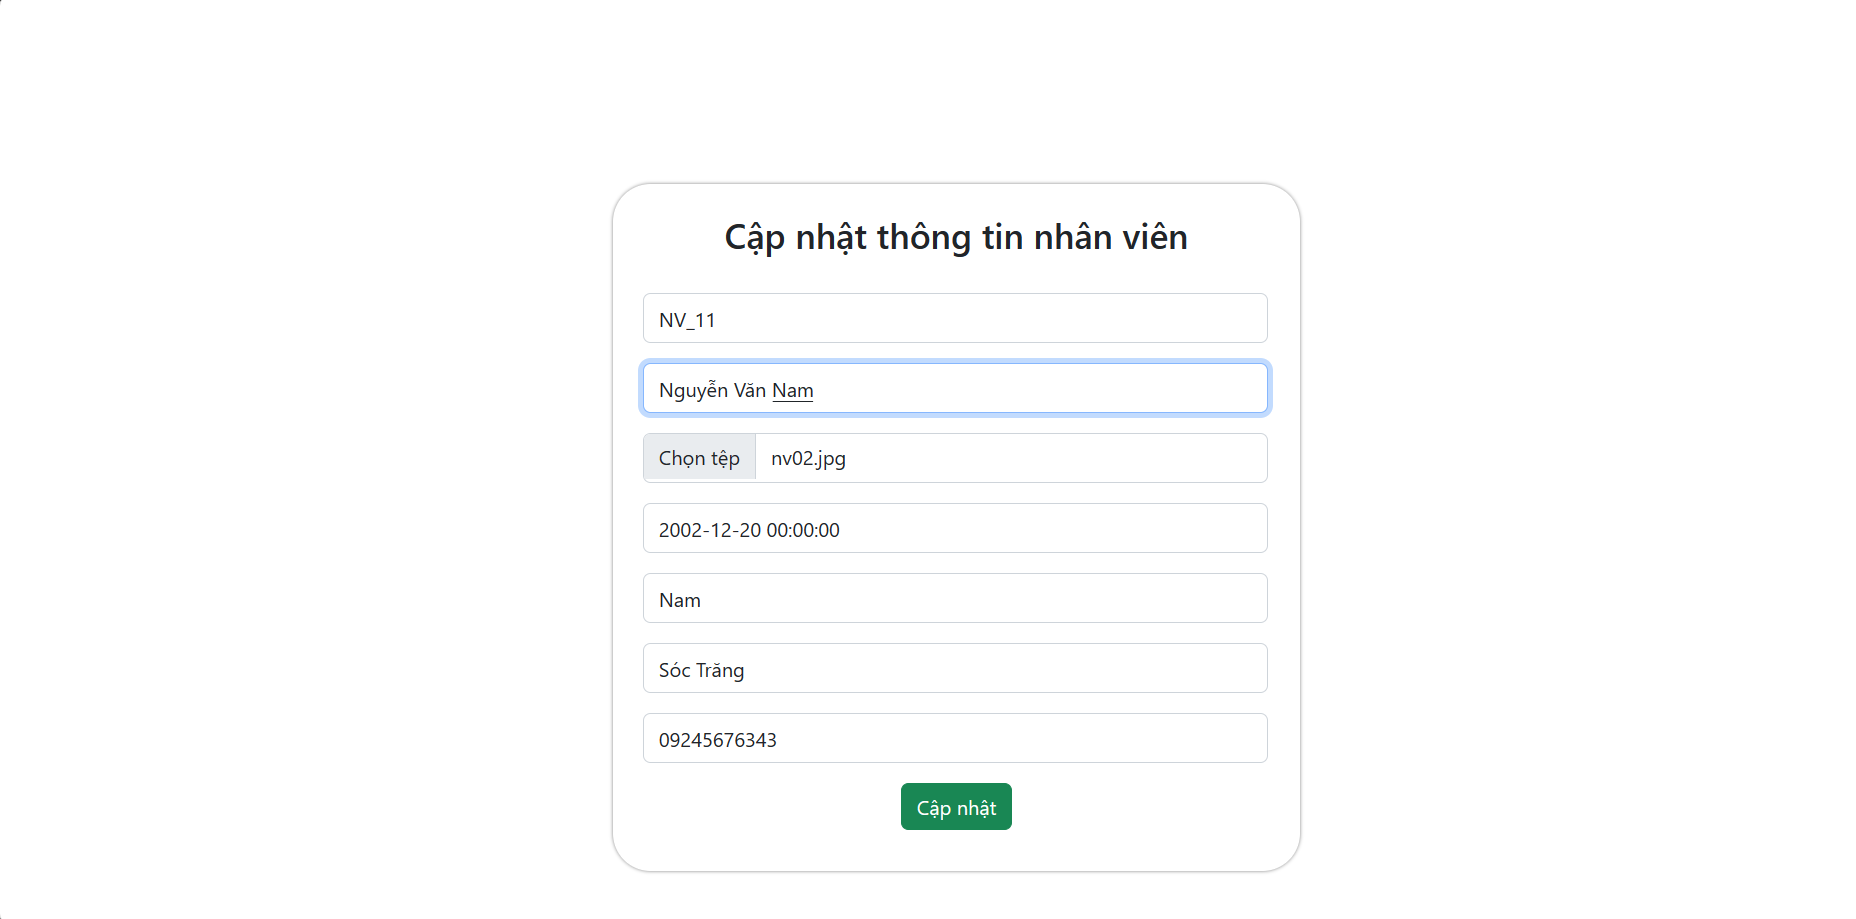 Cập nhật thông tin nhân viên
NV_11
Nguyễn Văn Nam
Chọn tệp nv02.jpg
2002-12-20 00:00:00
Nam
Sóc Trăng
09245676343
Cập nhật